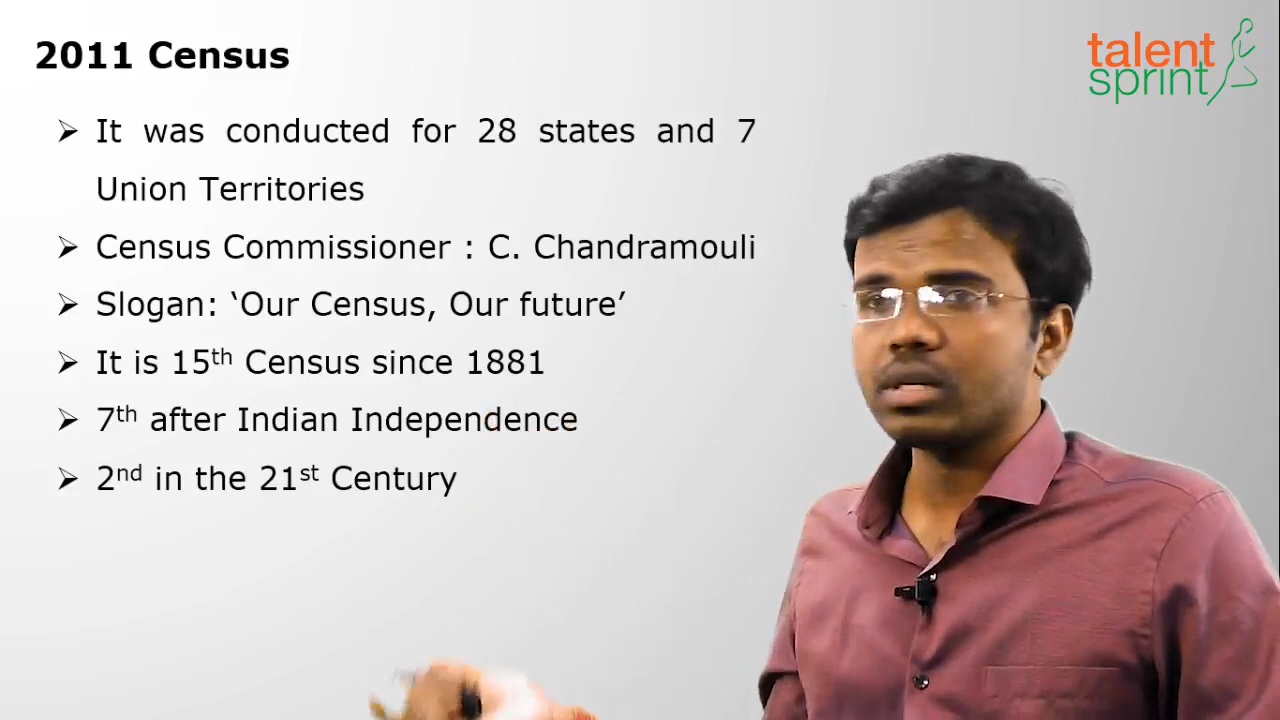 2011 Census
talent
sprint
➢ It was conducted for 28 states and 7
Union Territories
➢ Census Commissioner : C. Chandramouli
➢ Slogan: ‘Our Census, Our future’
➢ It is 15th Census since 1881
➢ 7th after Indian Independence
➢ 2nd in the 21st Century